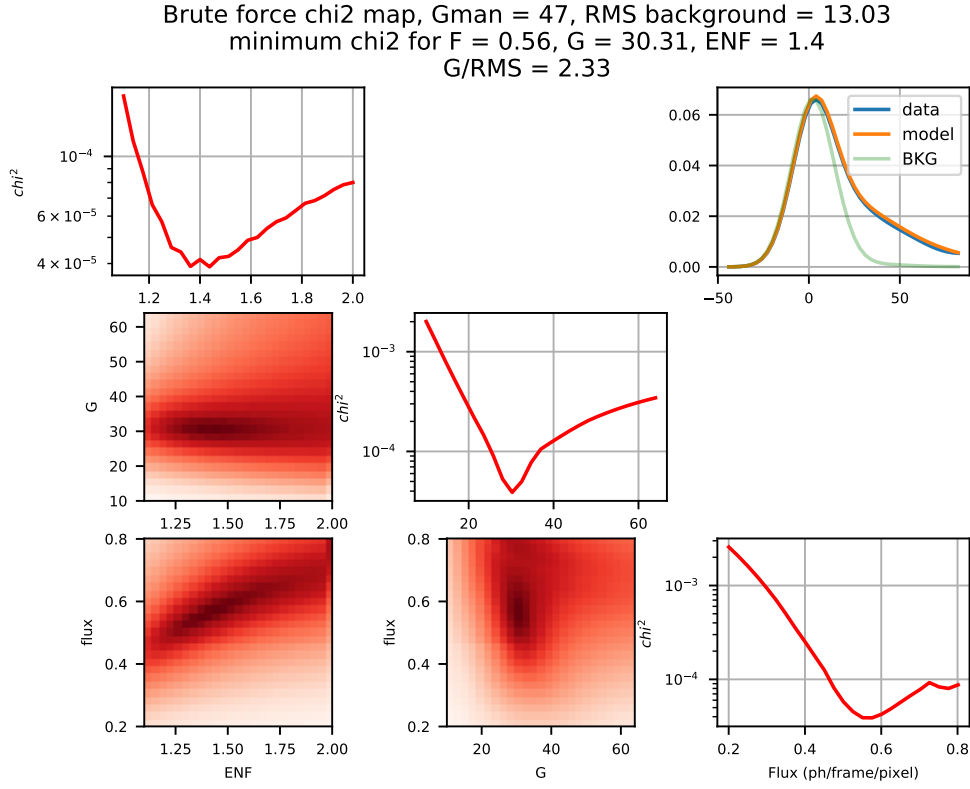 Brute force chi2 map, Gman = 47, RMS background = 13.03
minimum chi2 for F = 0.56, G = 30.31, ENF = 1.4
G/RMS = 2.33
chi²
10⁻⁴
6 × 10⁻⁵
4 × 10⁻⁵
1.2 1.4 1.6 1.8 2.0
0.06
0.04
0.02
0.00
data
model
BKG
−50 0 50
G
60
50
40
30
20
10
1.25 1.50 1.75 2.00
chi²
10⁻³
10⁻⁴
20 40 60
flux
0.8
0.6
0.4
0.2
1.25 1.50 1.75 2.00
ENF
flux
0.8
0.6
0.4
0.2
20 40 60
G
chi²
10⁻³
10⁻⁴
0.2 0.4 0.6 0.8
Flux (ph/frame/pixel)